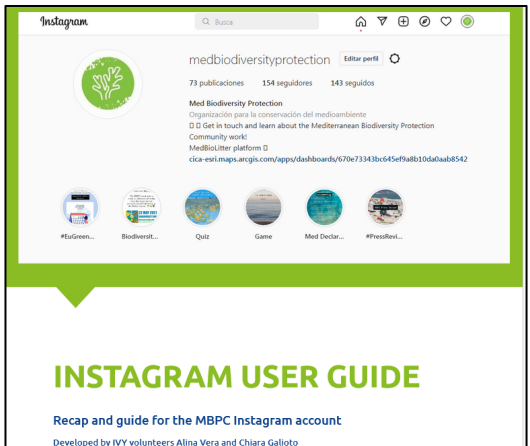 Instagram
Busca
medbiodiversityprotection Editar perfil
73 publicaciones 154 seguidores 143 seguidos
Med Biodiversity Protection
Organización para la conservación del medioambiente
Get in touch and learn about the Mediterranean Biodiversity Protection
Community work!
MedBioLitter platform
cica-esri.maps.arcgis.com/apps/dashboards/670e73343bc645ef9a8b10da0aab8542
#EuGreen... Biodiversit... Quiz Game Med Declar... #PressRevi...
INSTAGRAM USER GUIDE
Recap and guide for the MBPC Instagram account
Developed by IVY volunteers Alina Vera and Chiara Galioto